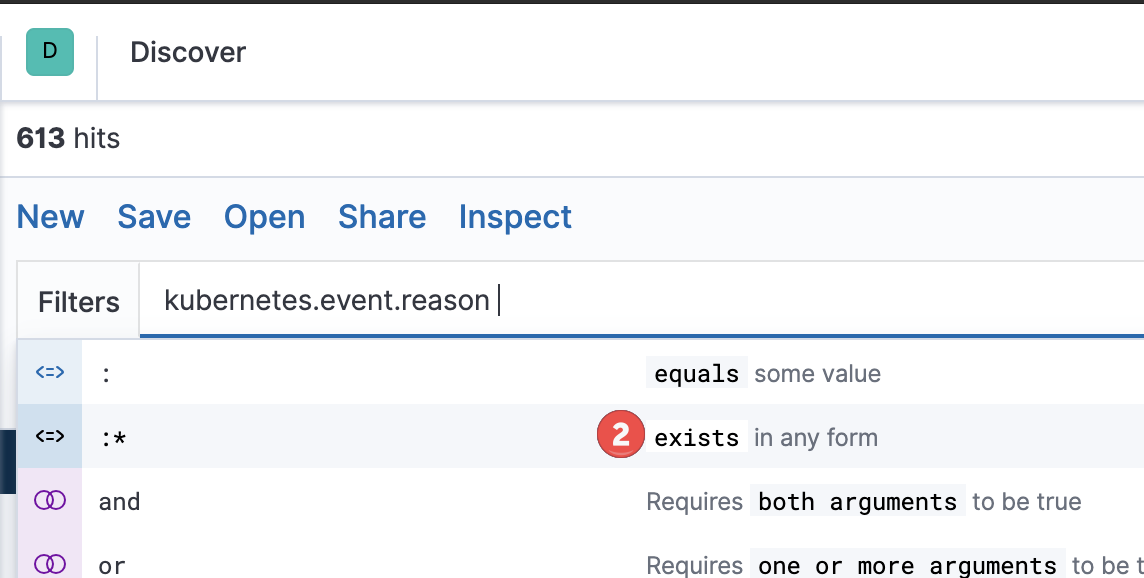 D Discover
613 hits
New Save Open Share Inspect
Filters kubernetes.event.reason
: equals some value
:* 2 exists in any form
and Requires both arguments to be true
or Requires one or more arguments to be